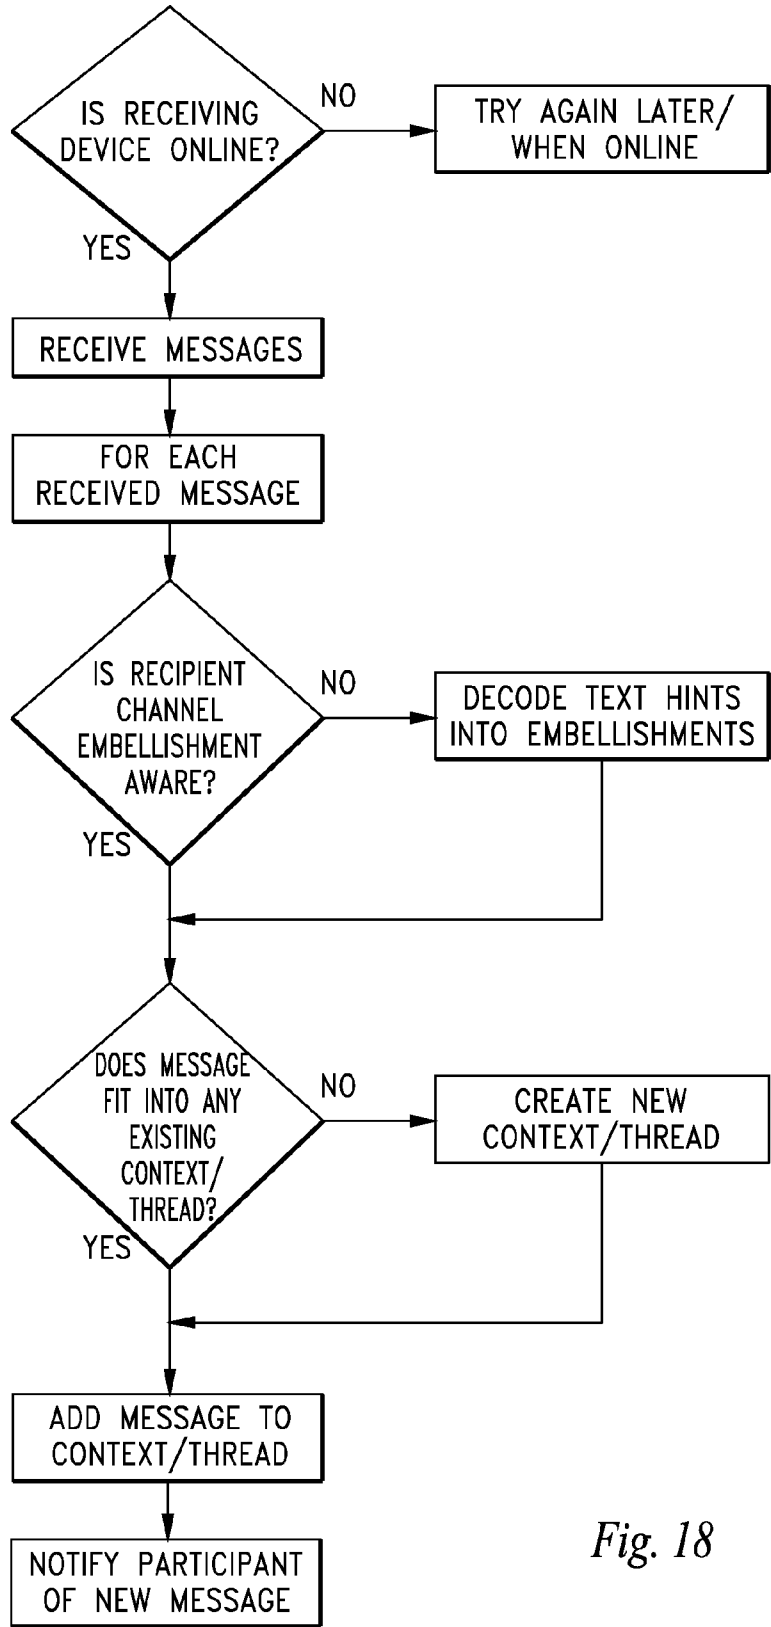 IS RECEIVING
DEVICE ONLINE?
NO
TRY AGAIN LATER/
WHEN ONLINE
YES
RECEIVE MESSAGES
FOR EACH
RECEIVED MESSAGE
IS RECIPIENT
CHANNEL
EMBELLISHMENT
AWARE?
NO
DECODE TEXT HINTS
INTO EMBELLISHMENTS
YES
DOES MESSAGE
FIT INTO ANY
EXISTING
CONTEXT/
THREAD?
NO
CREATE NEW
CONTEXT/THREAD
YES
ADD MESSAGE TO
CONTEXT/THREAD
NOTIFY PARTICIPANT
OF NEW MESSAGE
Fig. 18